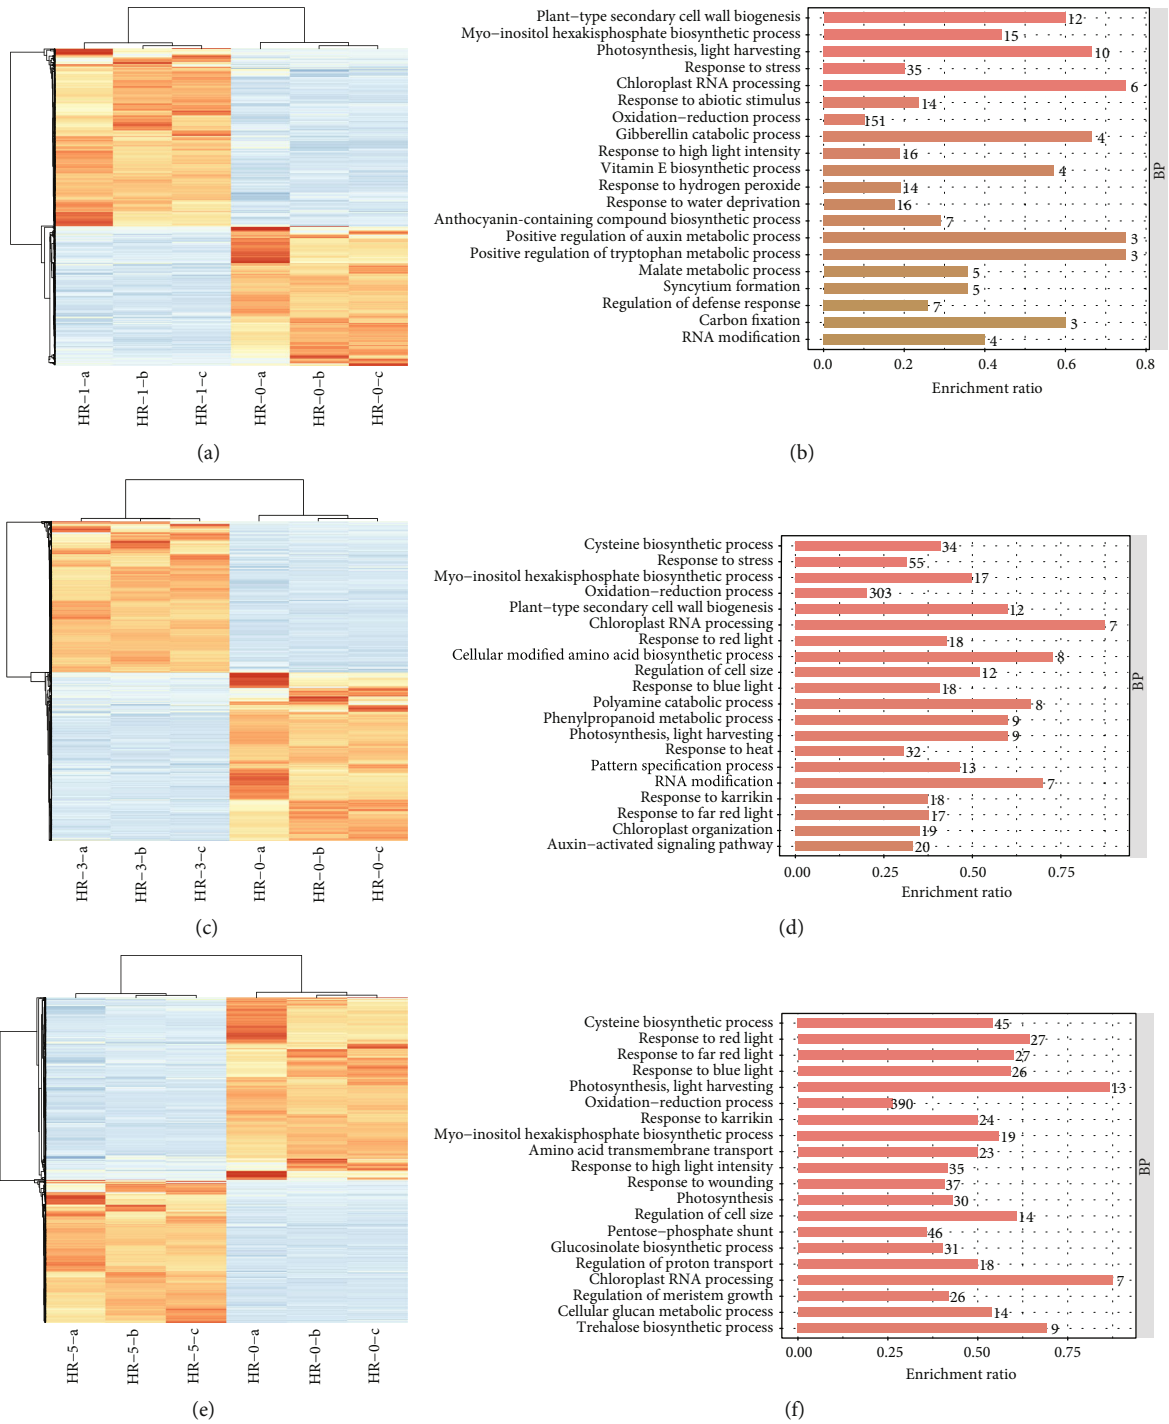 Plant−type secondary cell wall biogenesis 12
Myo−inositol hexakisphosphate biosynthetic process 15
Photosynthesis, light harvesting 10
Response to stress 35
Chloroplast RNA processing 6
Response to abiotic stimulus 14
Oxidation−reduction process 151
Gibberellin catabolic process 4
Response to high light intensity 16
Vitamin E biosynthetic process 4
Response to hydrogen peroxide 14
Response to water deprivation 16
Anthocyanin-containing compound biosynthetic process 7
Positive regulation of auxin metabolic process 3
Positive regulation of tryptophan metabolic process 3
Malate metabolic process 5
Syncytium formation 5
Regulation of defense response 7
Carbon fixation 3
RNA modification 4
BP
0.0 0.2 0.4 0.6 0.8
Enrichment ratio
HR−1−a HR−1−b HR−1−c HR−0−a HR−0−b HR−0−c
(a) (b)
Cysteine biosynthetic process 34
Response to stress 55
Myo−inositol hexakisphosphate biosynthetic process 17
Oxidation−reduction process 303
Plant−type secondary cell wall biogenesis 12
Chloroplast RNA processing 7
Response to red light 18
Cellular modified amino acid biosynthetic process 8
Regulation of cell size 12
Response to blue light 18
Polyamine catabolic process 8
Phenylpropanoid metabolic process 9
Photosynthesis, light harvesting 9
Response to heat 32
Pattern specification process 13
RNA modification 7
Response to karrikin 18
Response to far red light 17
Chloroplast organization 19
Auxin−activated signaling pathway 20
BP
0.00 0.25 0.50 0.75
Enrichment ratio
HR−3−a HR−3−b HR−3−c HR−0−a HR−0−b HR−0−c
(c) (d)
Cysteine biosynthetic process 45
Response to red light 27
Response to far red light 27
Response to blue light 26
Photosynthesis, light harvesting 13
Oxidation−reduction process 390
Response to karrikin 24
Myo−inositol hexakisphosphate biosynthetic process 19
Amino acid transmembrane transport 23
Response to high light intensity 35
Response to wounding 37
Photosynthesis 30
Regulation of cell size 14
Pentose−phosphate shunt 46
Glucosinolate biosynthetic process 31
Regulation of proton transport 18
Chloroplast RNA processing 7
Regulation of meristem growth 26
Cellular glucan metabolic process 14
Trehalose biosynthetic process 9
BP
0.00 0.25 0.50 0.75
Enrichment ratio
HR−5−a HR−5−b HR−5−c HR−0−a HR−0−b HR−0−c
(e) (f)